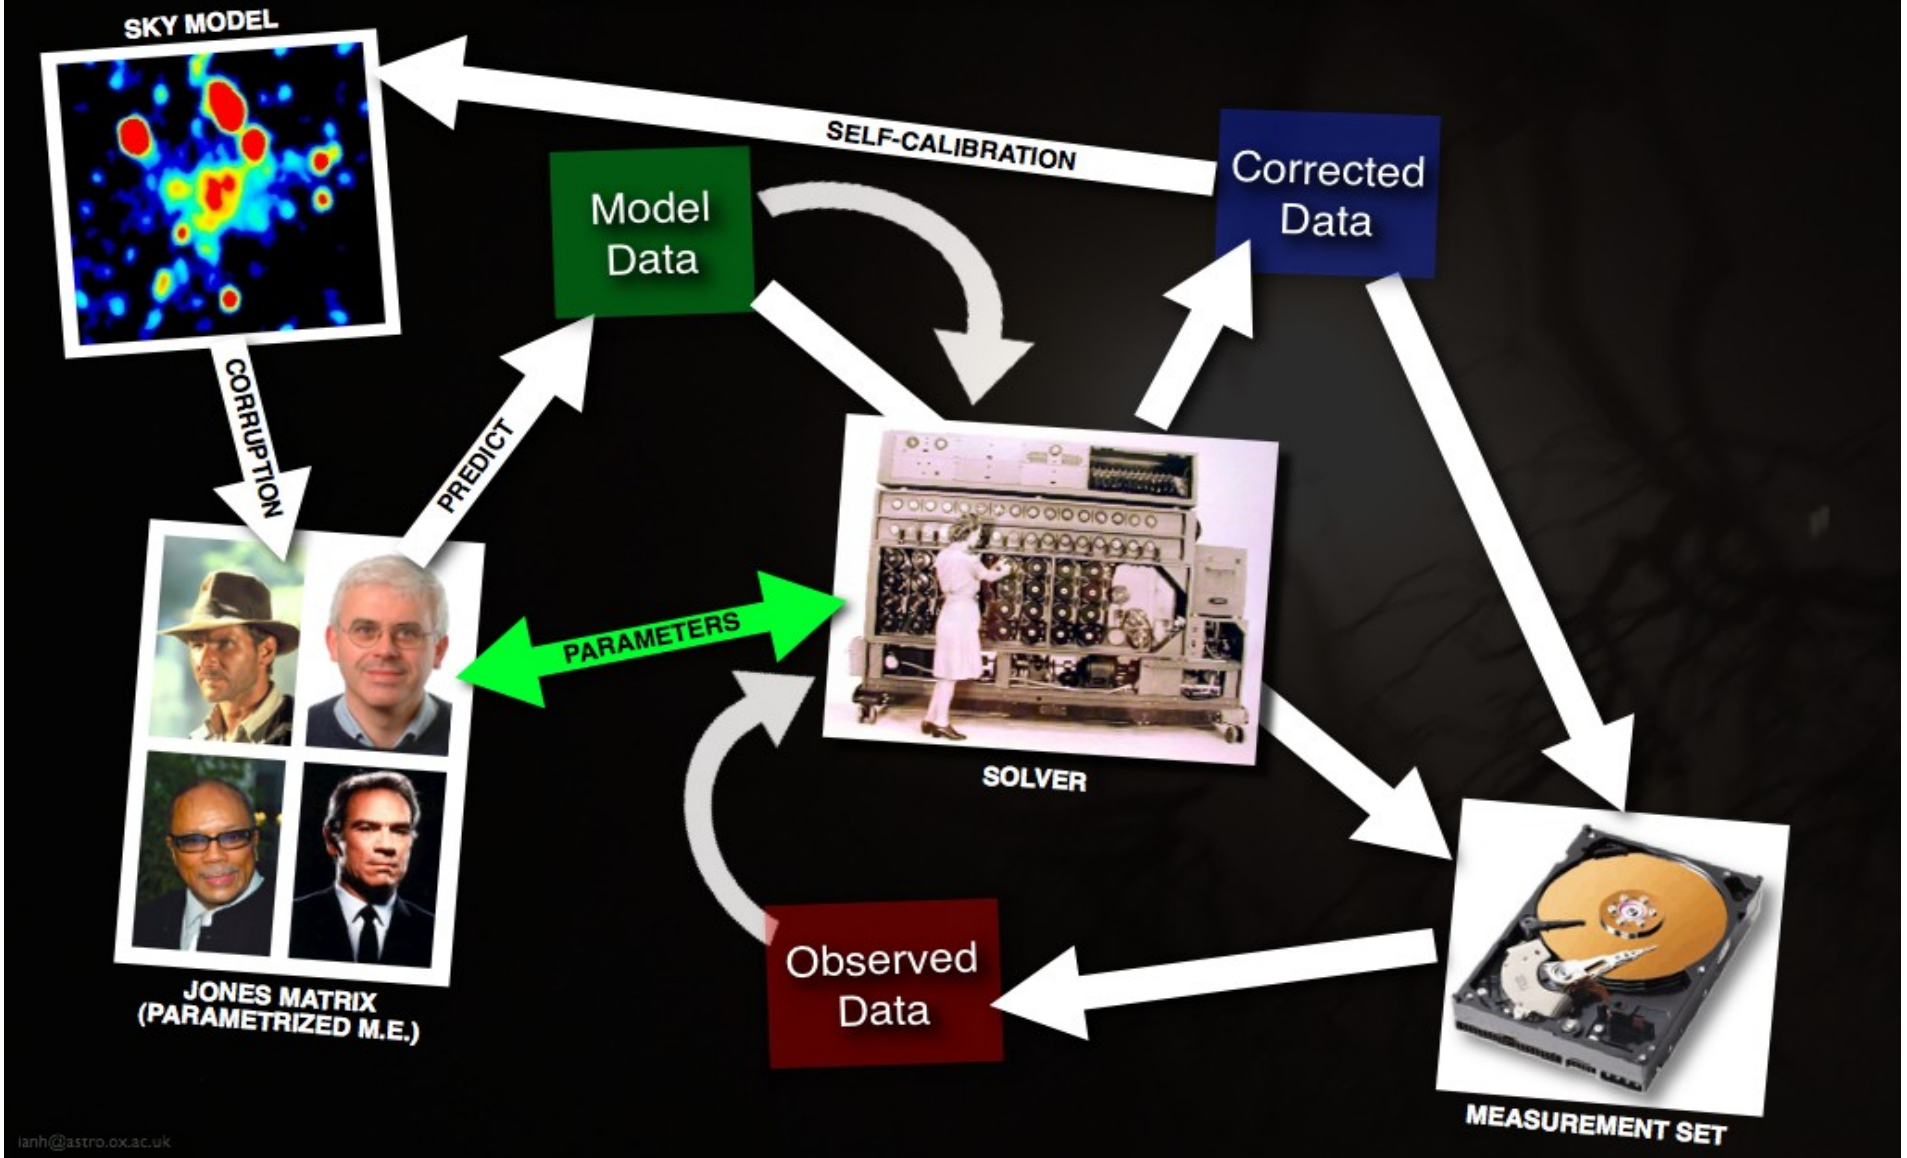 SKY MODEL
SELF-CALIBRATION
Corrected
Data
Model
Data
CORRUPTION
PREDICT
PARAMETERS
SOLVER
Observed
Data
JONES MATRIX
(PARAMETRIZED M.E.)
MEASUREMENT SET
ianh@astro.ox.ac.uk